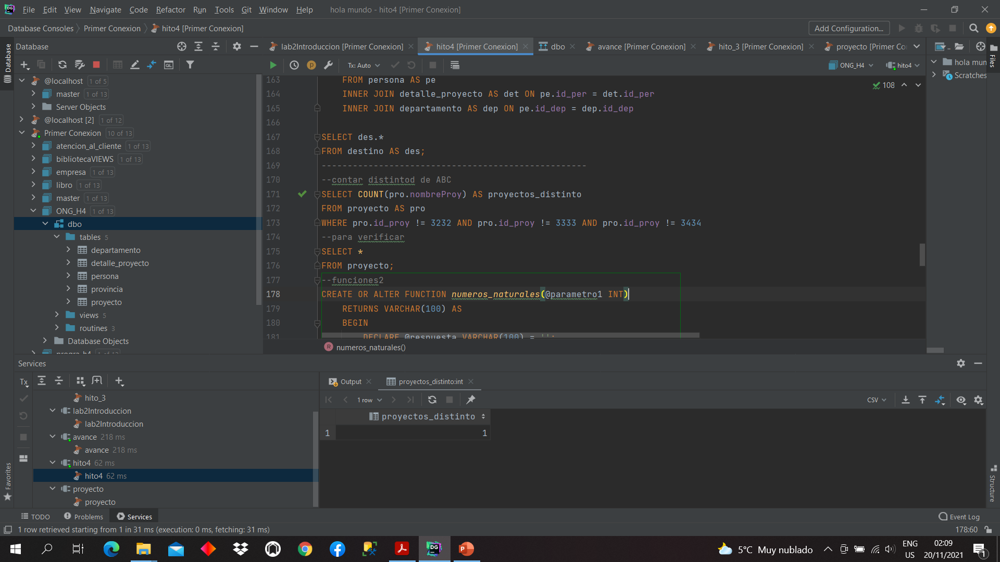 File Edit View Navigate Code Refactor Run Tools Git Window Help hola mundo - hito4 [Primer Conexion]
Database Consoles Primer Conexion hito4 [Primer Conexion] Add Configuration...
Database
lab2Introduccion [Primer Conexion] hito4 [Primer Conexion] dbo avance [Primer Conexion] hito_3 [Primer Conexion] proyecto [Primer Co
Tx: Auto ONG_H4 hito4
@localhost 1 of 5
master 1 of 13
Server Objects
@localhost [2] 1 of 12
Primer Conexion 10 of 13
atencion_al_cliente 1 of 13
bibliotecaVIEWS 1 of 13
empresa 1 of 13
libro 1 of 13
master 1 of 13
ONG_H4 1 of 13
dbo
tables 5
departamento
detalle_proyecto
persona
provincia
proyecto
views 5
routines 3
Database Objects
progra_h4 1 of 13
163 FROM persona AS pe
164 INNER JOIN detalle_proyecto AS det ON pe.id_per = det.id_per
165 INNER JOIN departamento AS dep ON pe.id_dep = dep.id_dep
166
167 SELECT des.*
168 FROM destino AS des;
169 ---------------------------------------------------
170 --contar distintod de ABC
171 SELECT COUNT(pro.nombreProy) AS proyectos_distinto
172 FROM proyecto AS pro
173 WHERE pro.id_proy != 3232 AND pro.id_proy != 3333 AND pro.id_proy != 3434
174 --para verificar
175 SELECT *
176 FROM proyecto;
177 --funciones2
178 CREATE OR ALTER FUNCTION numeros_naturales(@parametro1 INT)
179 RETURNS VARCHAR(100) AS
180 BEGIN
181 DECLARE @respuesta VARCHAR(100) = '';
108
numeros_naturales()
hola mun
Scratches
Database
Favorites
Files
Structure
Services
Tx
hito_3
lab2Introduccion
lab2Introduccion
avance 218 ms
avance 218 ms
hito4 62 ms
hito4 62 ms
proyecto
proyecto
Output proyectos_distinto:int
1 row CSV
proyectos_distinto
1 1
TODO Problems Services Event Log
1 row retrieved starting from 1 in 31 ms (execution: 0 ms, fetching: 31 ms) 178:60
5°C Muy nublado
ENG
US
02:09
20/11/2021
1